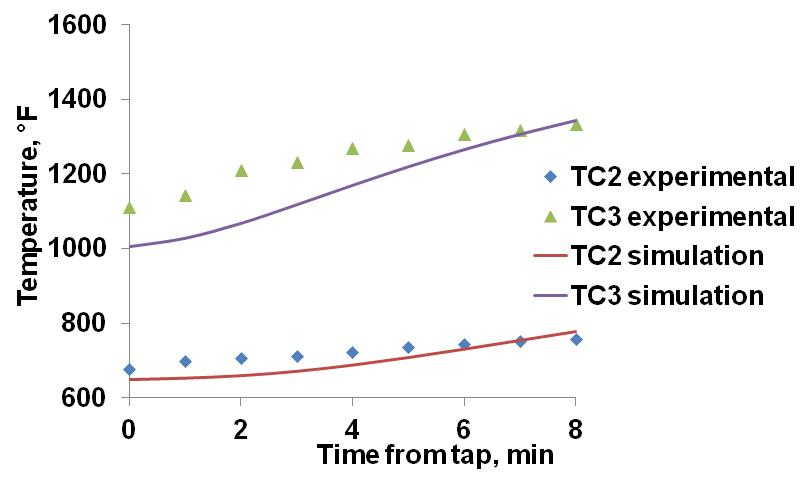 1600
1400
1200
1000
800
600
Temperature, °F
0
2
4
6
8
Time from tap, min
TC2 experimental
TC3 experimental
TC2 simulation
TC3 simulation